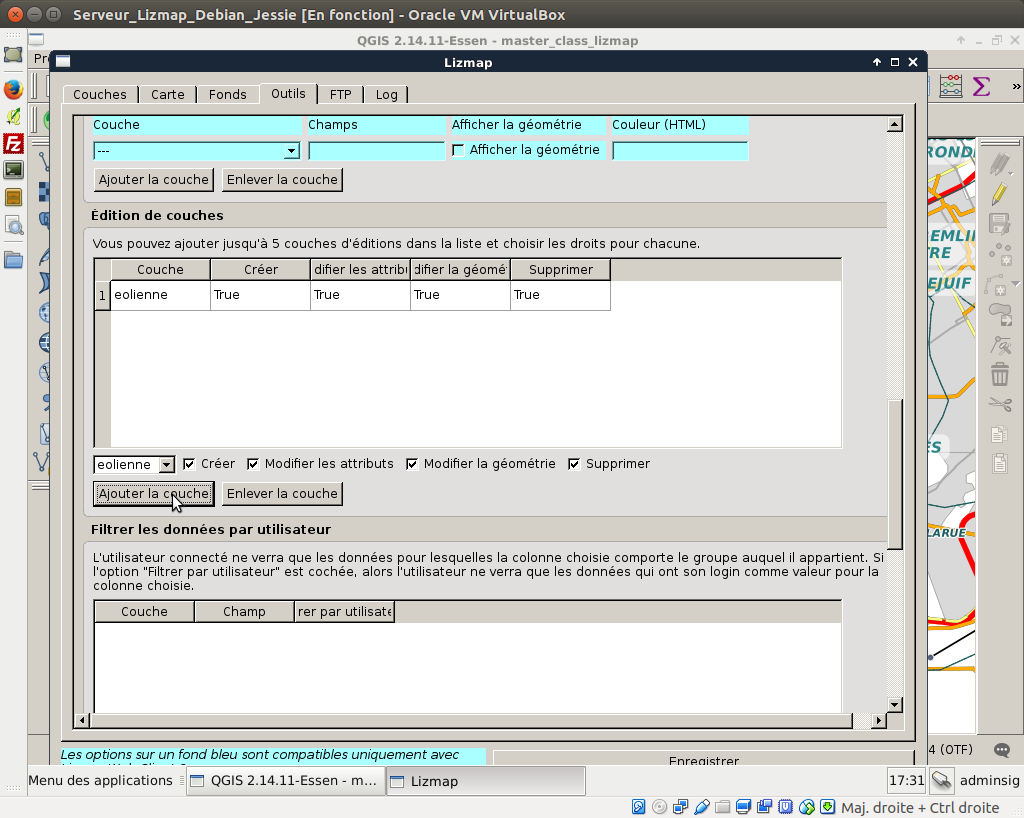 Serveur_Lizmap_Debian_Jessie [En fonction] - Oracle VM VirtualBox
QGIS 2.14.11-Essen - master_class_lizmap
Pr
Lizmap
Couches Carte Fonds Outils FTP Log
Couche Champs Afficher la géométrie Couleur (HTML)
--- Afficher la géométrie
Ajouter la couche Enlever la couche
Édition de couches
Vous pouvez ajouter jusqu'à 5 couches d'éditions dans la liste et choisir les droits pour chacune.
Couche Créer difier les attribu difier la géomé Supprimer
1 eolienne True True True True
eolienne Créer Modifier les attributs Modifier la géométrie Supprimer
Ajouter la couche Enlever la couche
Filtrer les données par utilisateur
L'utilisateur connecté ne verra que les données pour lesquelles la colonne choisie comporte le groupe auquel il appartient. Si
l'option "Filtrer par utilisateur" est cochée, alors l'utilisateur ne verra que les données qui ont son login comme valeur pour la
colonne choisie.
Couche Champ rer par utilisate
Les options sur un fond bleu sont compatibles uniquement avec
Enregistrer
ROND
EMLIN
TRE
EJUIF
ES
LARUE
4 (OTF)
Menu des applications QGIS 2.14.11-Essen - m... Lizmap 17:31 adminsig
Maj. droite + Ctrl droite